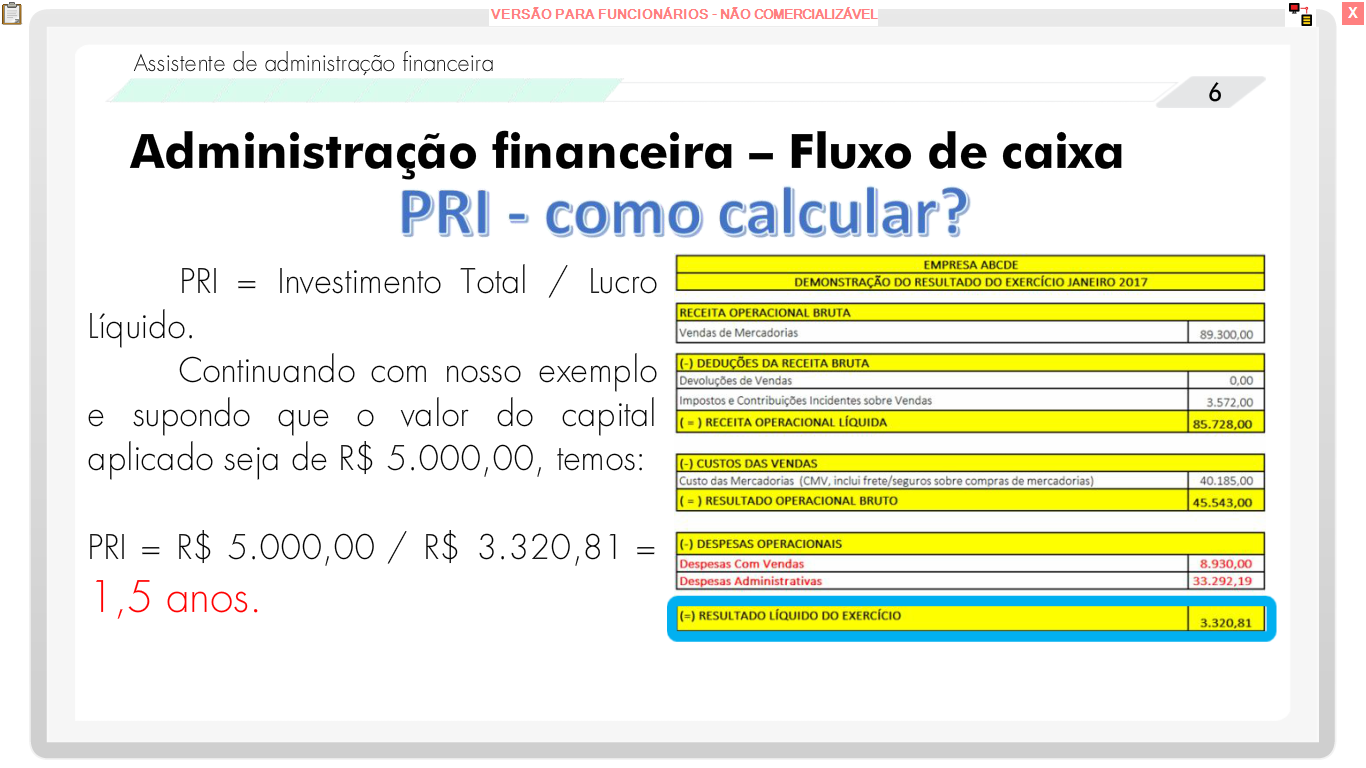 VERSÃO PARA FUNCIONÁRIOS - NÃO COMERCIALIZÁVEL
X
Assistente de administração financeira
6
Administração financeira – Fluxo de caixa
PRI - como calcular?
PRI = Investimento Total / Lucro
Líquido.
Continuando com nosso exemplo
e supondo que o valor do capital
aplicado seja de R$ 5.000,00, temos:
PRI = R$ 5.000,00 / R$ 3.320,81 =
1,5 anos.
EMPRESA ABCDE
DEMONSTRAÇÃO DO RESULTADO DO EXERCÍCIO JANEIRO 2017
RECEITA OPERACIONAL BRUTA
Vendas de Mercadorias 89.300,00
(-) DEDUÇÕES DA RECEITA BRUTA
Devoluções de Vendas 0,00
Impostos e Contribuições Incidentes sobre Vendas 3.572,00
( = ) RECEITA OPERACIONAL LÍQUIDA 85.728,00
(-) CUSTOS DAS VENDAS
Custo das Mercadorias (CMV, inclui frete/seguros sobre compras de mercadorias) 40.185,00
( = ) RESULTADO OPERACIONAL BRUTO 45.543,00
(-) DESPESAS OPERACIONAIS
Despesas Com Vendas 8.930,00
Despesas Administrativas 33.292,19
(=) RESULTADO LÍQUIDO DO EXERCÍCIO 3.320,81